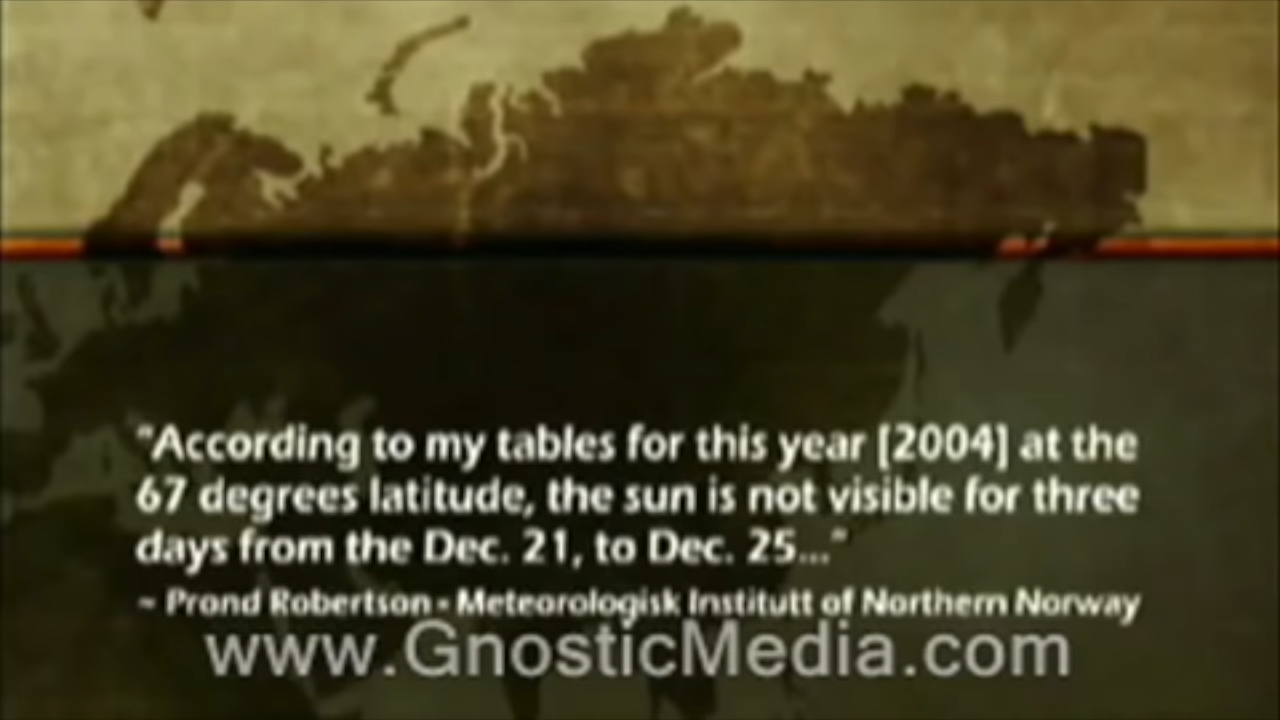 "According to my tables for this year [2004] at the
67 degrees latitude, the sun is not visible for three
days from the Dec. 21, to Dec. 25..."
~ Prond Robertson - Meteorologisk Institutt of Northern Norway
www.GnosticMedia.com